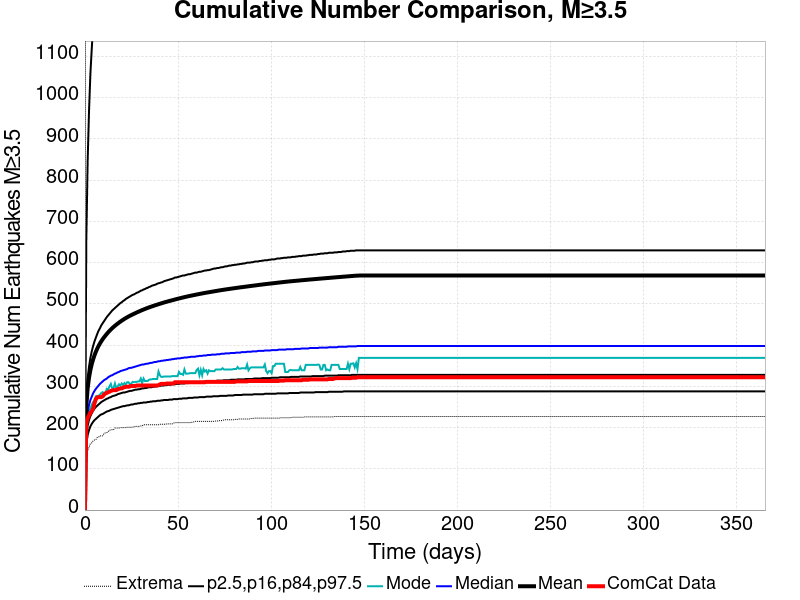 Cumulative Number Comparison, M≥3.5
Cumulative Num Earthquakes M≥3.5
1100
1000
900
800
700
600
500
400
300
200
100
0
0 50 100 150 200 250 300 350
Time (days)
Extrema p2.5,p16,p84,p97.5 Mode Median Mean ComCat Data